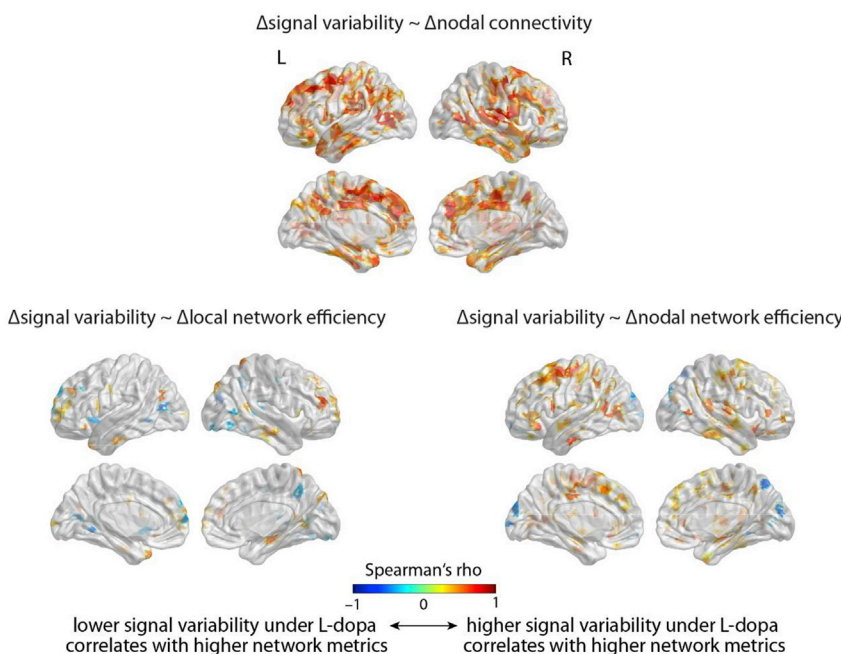 Δsignal variability ~ Δnodal connectivity
L
R
Δsignal variability ~ Δlocal network efficiency
Δsignal variability ~ Δnodal network efficiency
Spearman's rho
−1 0 1
lower signal variability under L-dopa
correlates with higher network metrics
higher signal variability under L-dopa
correlates with higher network metrics